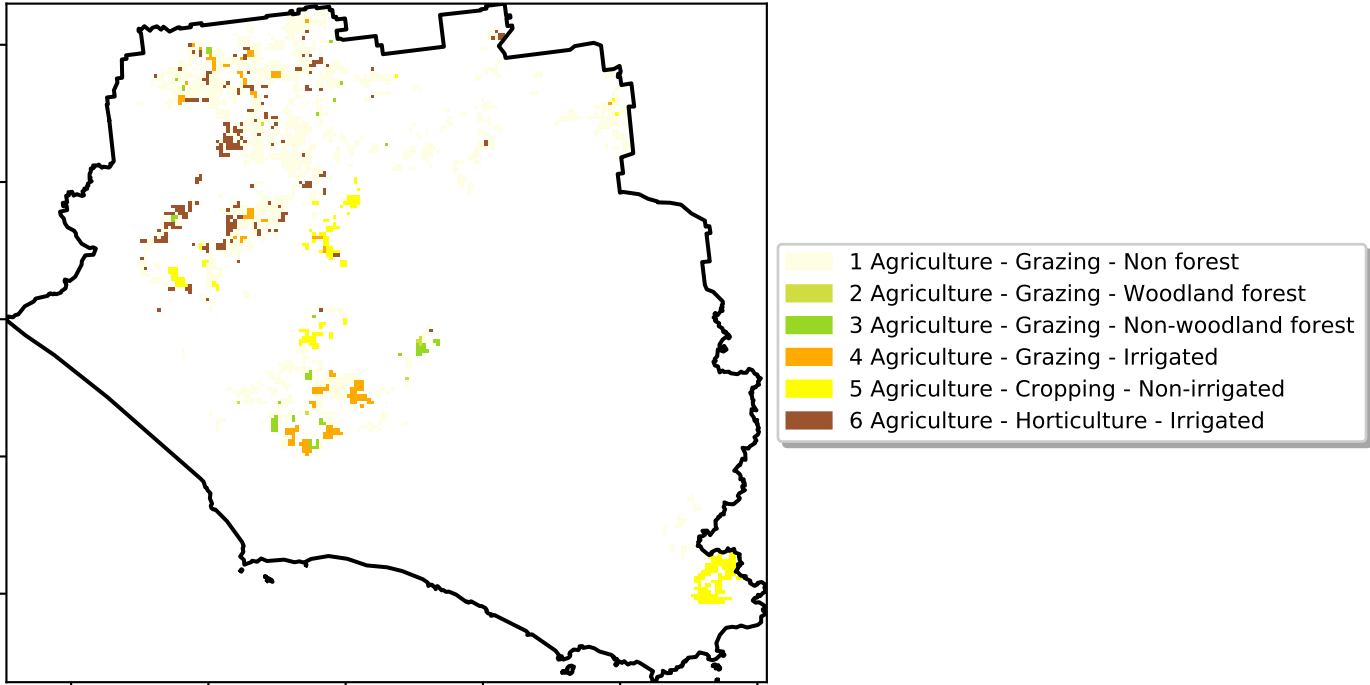 1 Agriculture - Grazing - Non forest
2 Agriculture - Grazing - Woodland forest
3 Agriculture - Grazing - Non-woodland forest
4 Agriculture - Grazing - Irrigated
5 Agriculture - Cropping - Non-irrigated
6 Agriculture - Horticulture - Irrigated